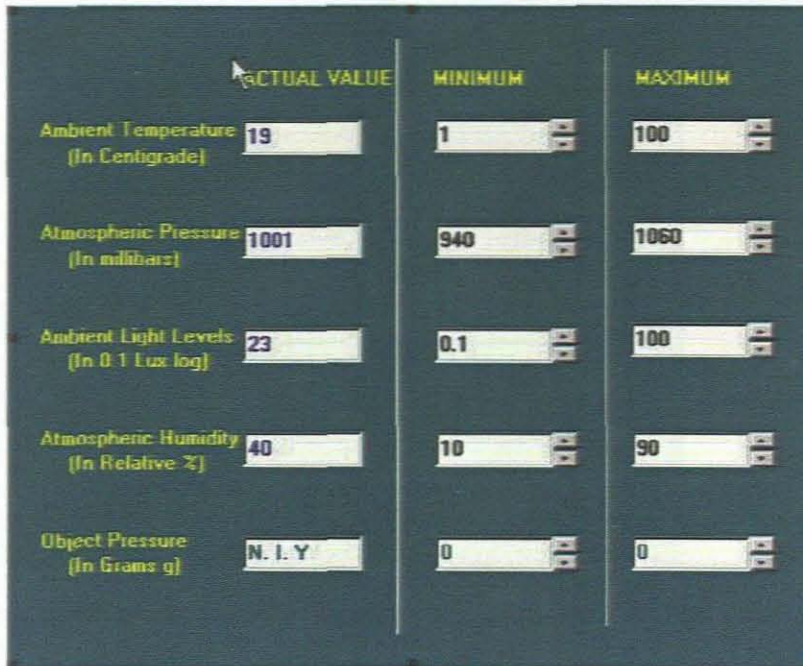 ACTUAL VALUE MINIMUM MAXIMUM
Ambient Temperature 19 1 100
(In Centigrade)
Atmospheric Pressure 1001 940 1060
(In millibars)
Ambient Light Levels 23 0.1 100
(In 0.1 Lux log)
Atmospheric Humidity 40 10 90
(In Relative %)
Object Pressure N. I. Y 0 0
(In Grams g)